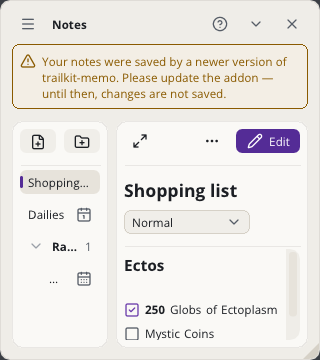 Notes
Your notes were saved by a newer version of
trailkit-memo. Please update the addon —
until then, changes are not saved.
Edit
Shopping...
Dailies
1
Ra... 1
...
Shopping list
Normal
Ectos
250 Globs of Ectoplasm
Mystic Coins